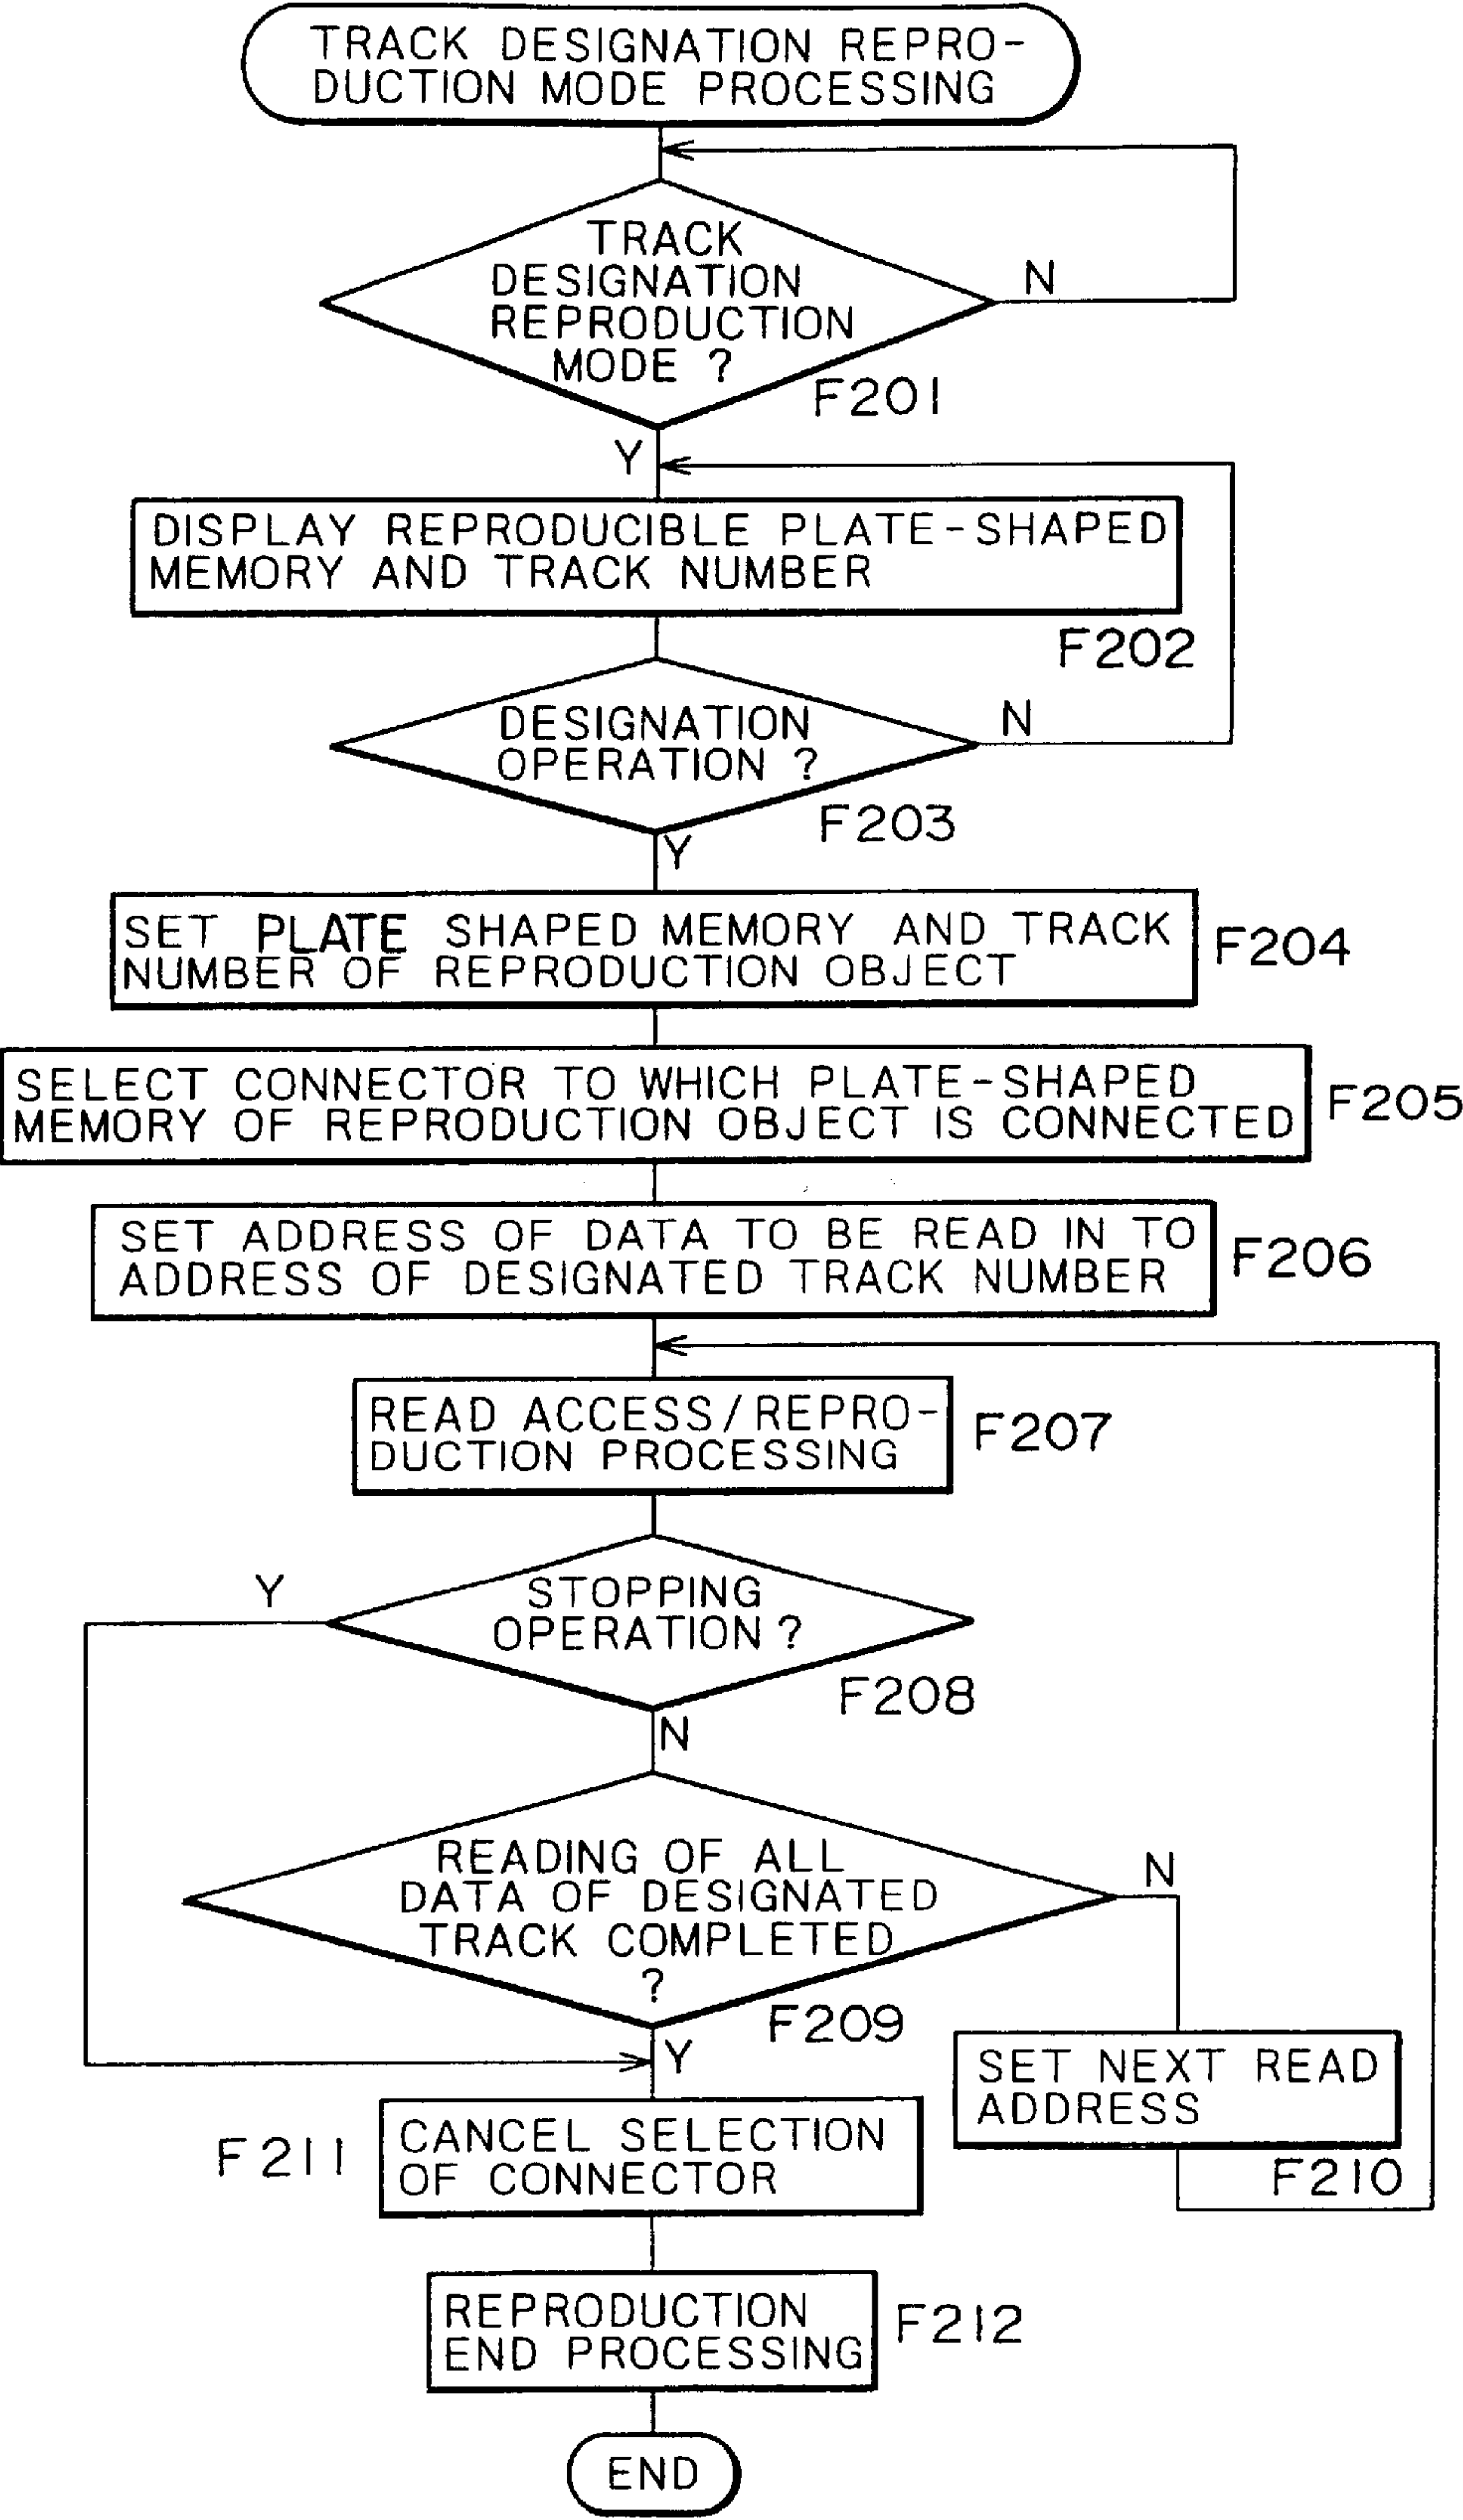 TRACK DESIGNATION REPRO-
DUCTION MODE PROCESSING
TRACK
DESIGNATION
REPRODUCTION
MODE ?
N
F201
Y
DISPLAY REPRODUCIBLE PLATE-SHAPED
MEMORY AND TRACK NUMBER
F202
DESIGNATION
OPERATION ?
N
F203
Y
SET PLATE SHAPED MEMORY AND TRACK
NUMBER OF REPRODUCTION OBJECT
F204
SELECT CONNECTOR TO WHICH PLATE-SHAPED
MEMORY OF REPRODUCTION OBJECT IS CONNECTED
F205
SET ADDRESS OF DATA TO BE READ IN TO
ADDRESS OF DESIGNATED TRACK NUMBER
F206
READ ACCESS/REPRO-
DUCTION PROCESSING
F207
Y
STOPPING
OPERATION ?
F208
N
READING OF ALL
DATA OF DESIGNATED
TRACK COMPLETED
?
N
F209
Y
SET NEXT READ
ADDRESS
F210
F211
CANCEL SELECTION
OF CONNECTOR
REPRODUCTION
END PROCESSING
F212
END